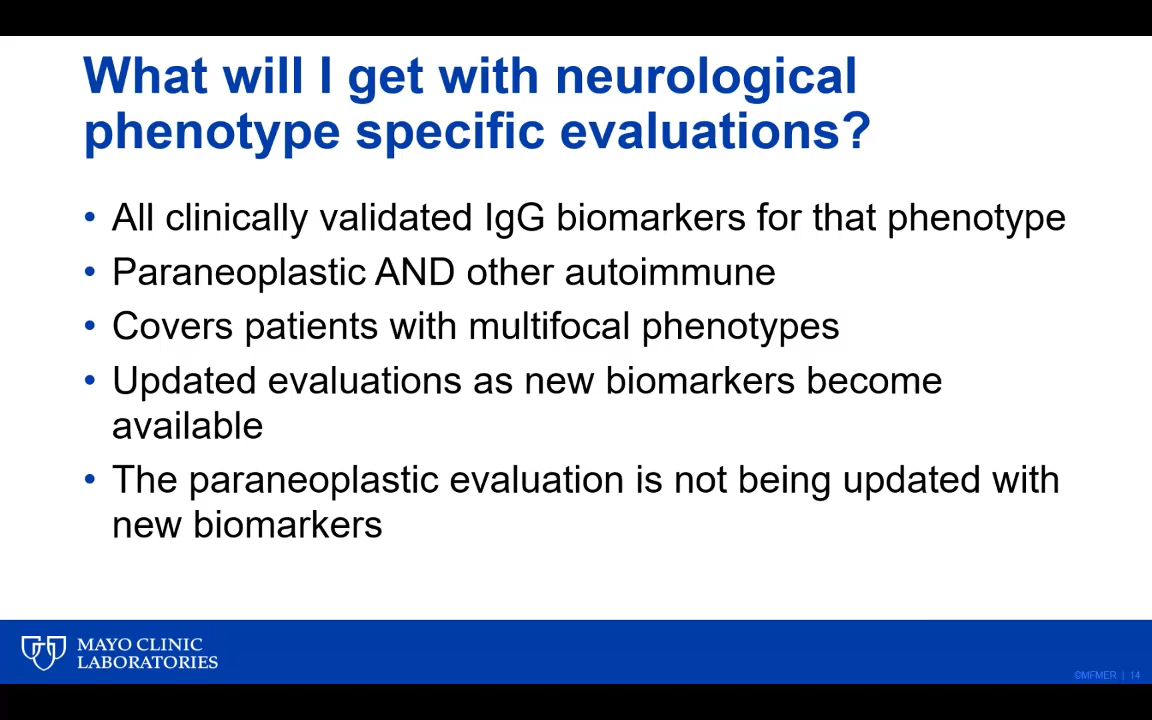 What will I get with neurological
phenotype specific evaluations?
• All clinically validated IgG biomarkers for that phenotype
• Paraneoplastic AND other autoimmune
• Covers patients with multifocal phenotypes
• Updated evaluations as new biomarkers become
available
• The paraneoplastic evaluation is not being updated with
new biomarkers
MAYO CLINIC
LABORATORIES
©MFMER | 14